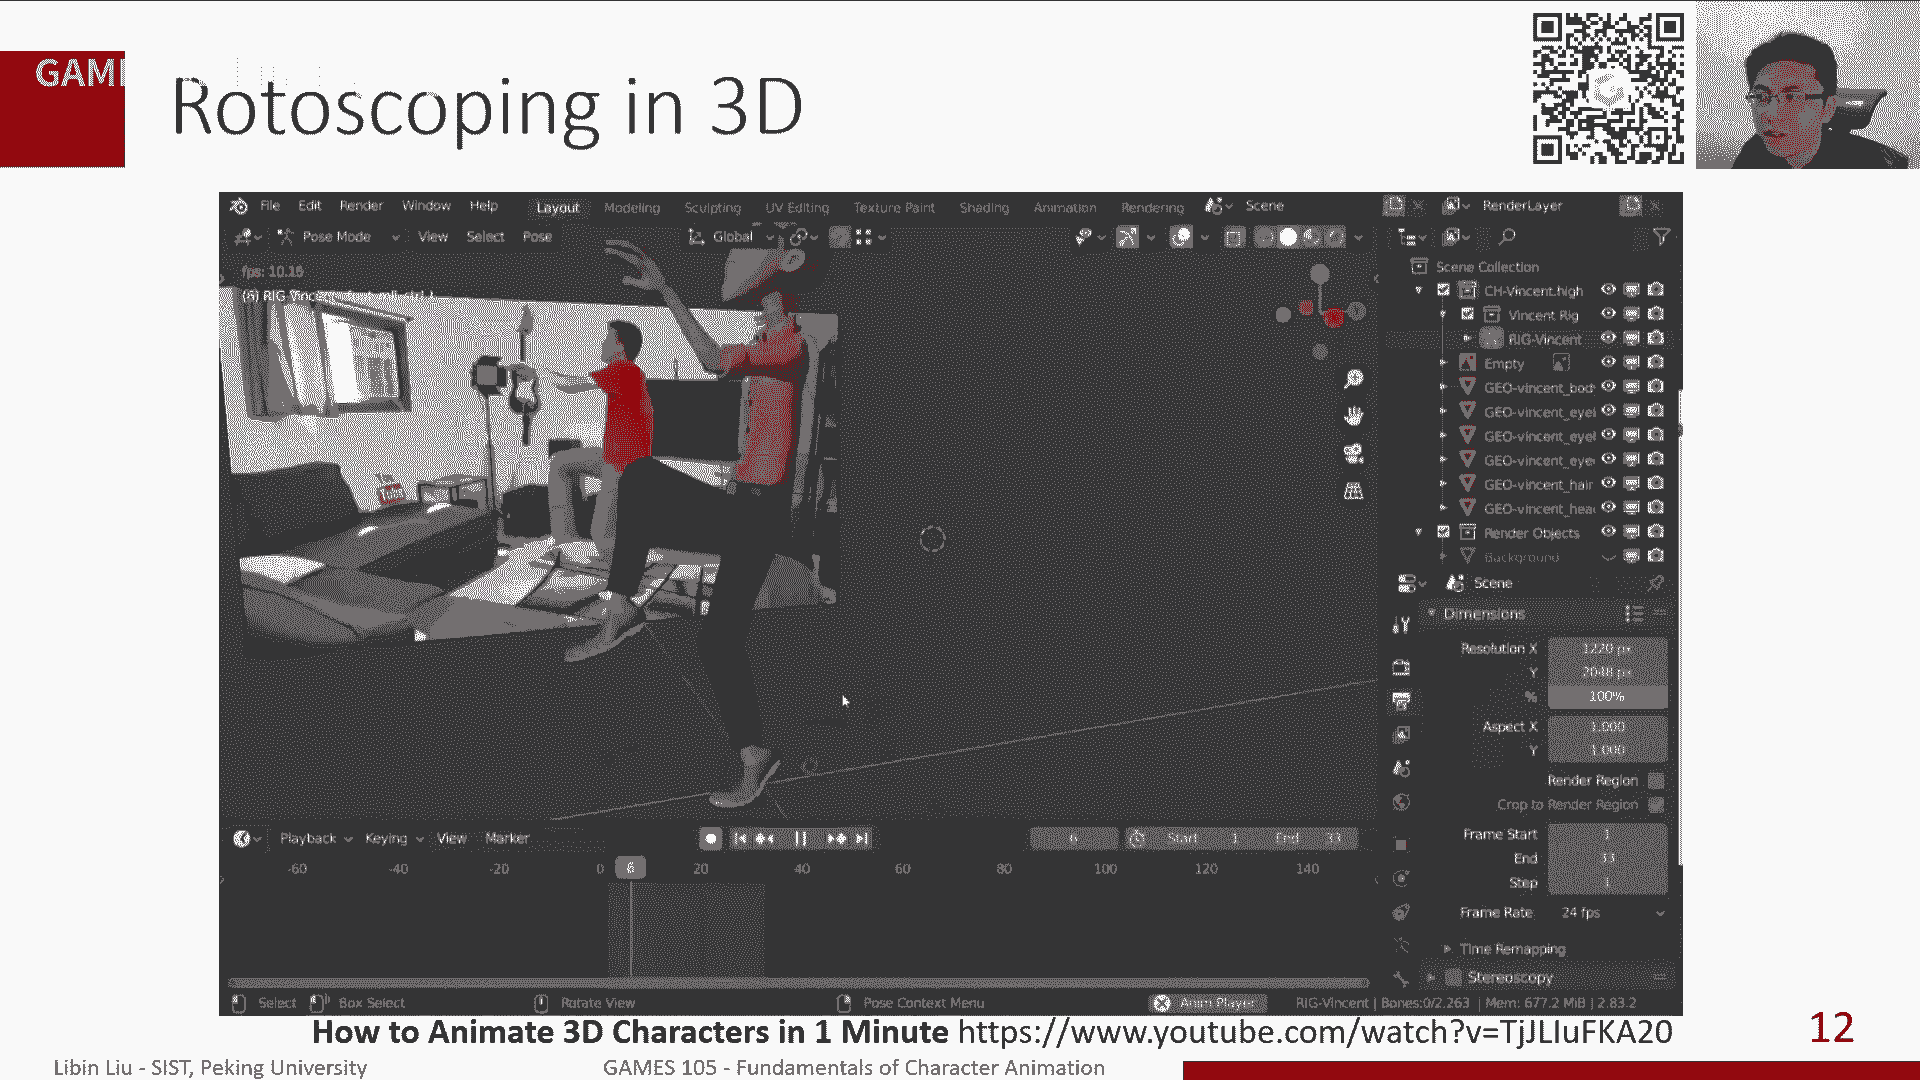 GAM
Rotoscoping in 3D
File Edit Render Window Help Layout Modeling Sculpting UV Editing Texture Paint Shading Animation Rendering Scene RenderLayer
Pose Mode View Select Pose Global
fps: 10.15
Scene Collection
CH-Vincent.high
Vincent Rig
RIG-Vincent
Empty
GEO-vincent_bod
GEO-vincent_eyel
GEO-vincent_eyel
GEO-vincent_eye
GEO-vincent_hair
GEO-vincent_hea
Render Objects
Background
Scene
Dimensions
Resolution X 1220 px
Y 2048 px
% 100%
Aspect X 1.000
Y 1.000
Render Region
Crop to Render Region
Frame Start 1
End 33
Step 1
Frame Rate 24 fps
Time Remapping
Stereoscopy
Playback Keying View Marker 6 Start 1 End 33
-60 -40 -20 0 6 20 40 60 80 100 120 140
Select Box Select Rotate View Pose Context Menu Anim Player RIG-Vincent | Bones:0/2.263 | Mem: 677.2 MiB | 2.83.2
How to Animate 3D Characters in 1 Minute https://www.youtube.com/watch?v=TjJLIuFKA20
12
Libin Liu - SIST, Peking University
GAMES 105 - Fundamentals of Character Animation